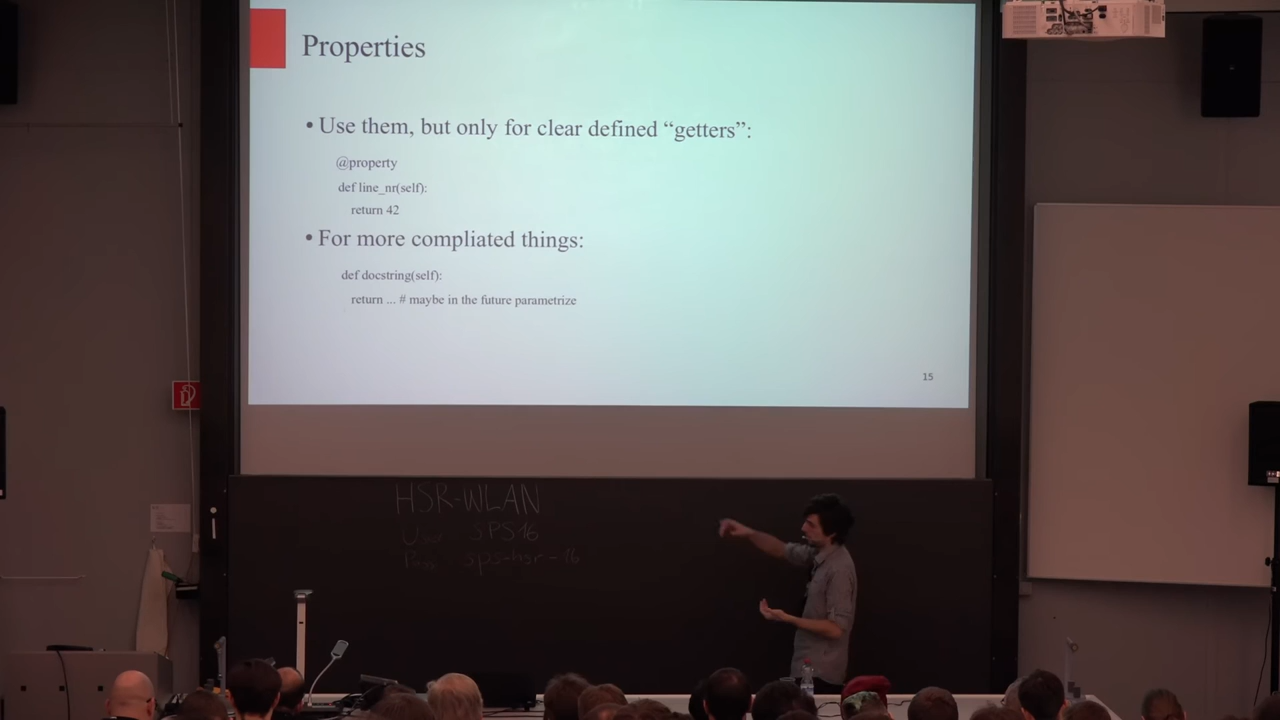 Properties
• Use them, but only for clear defined “getters”:
@property
def line_nr(self):
return 42
• For more compliated things:
def docstring(self):
return ... # maybe in the future parametrize
15
HSR-WLAN
User SPS16
Pass sps-hsr-16